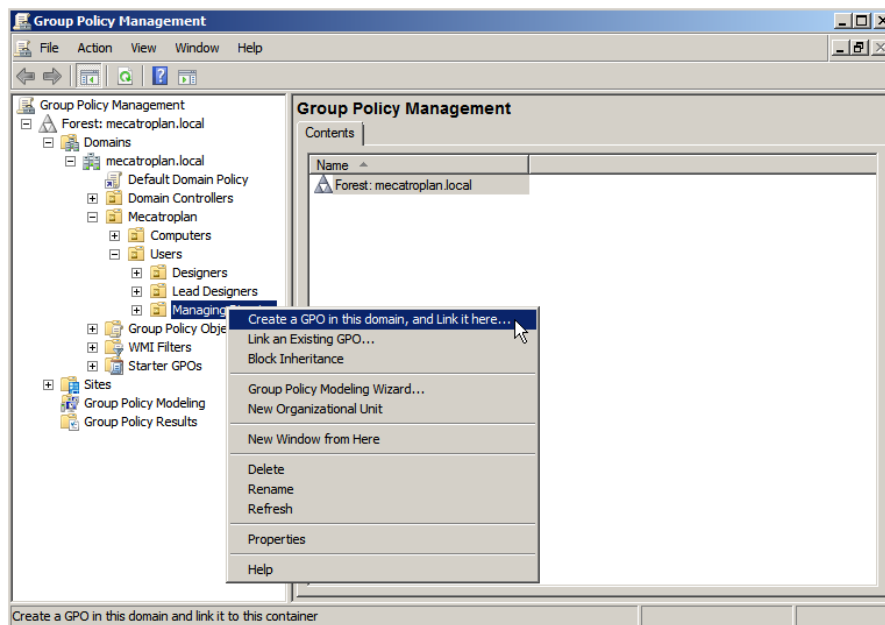 Group Policy Management
File Action View Window Help
Group Policy Management
Forest: mecatroplan.local
Domains
mecatroplan.local
Default Domain Policy
Domain Controllers
Mecatroplan
Computers
Users
Designers
Lead Designers
Managing
Group Policy Obje
WMI Filters
Starter GPOs
Sites
Group Policy Modeling
Group Policy Results
Group Policy Management
Contents
Name
Forest: mecatroplan.local
Create a GPO in this domain, and Link it here...
Link an Existing GPO...
Block Inheritance
Group Policy Modeling Wizard...
New Organizational Unit
New Window from Here
Delete
Rename
Refresh
Properties
Help
Create a GPO in this domain and link it to this container